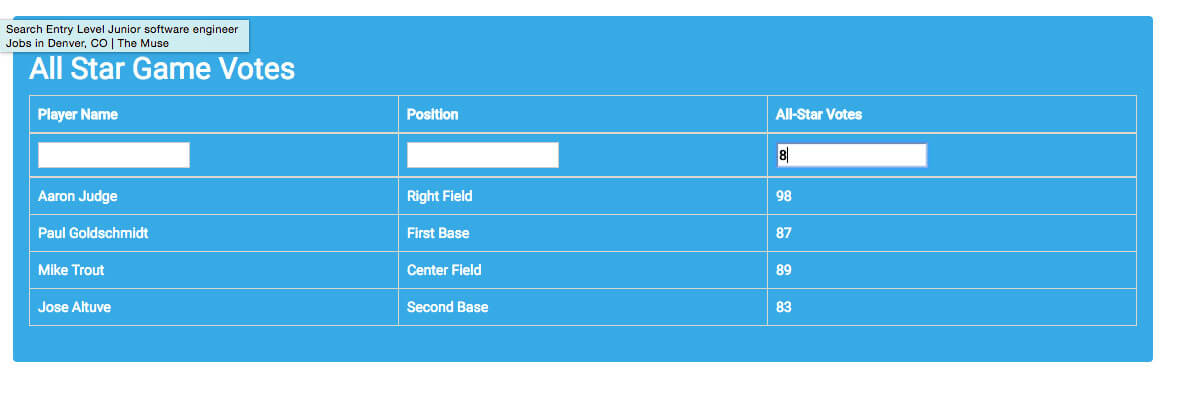 Search Entry Level Junior software engineer
Jobs in Denver, CO | The Muse
All Star Game Votes
Player Name Position All-Star Votes
8
Aaron Judge Right Field 98
Paul Goldschmidt First Base 87
Mike Trout Center Field 89
Jose Altuve Second Base 83